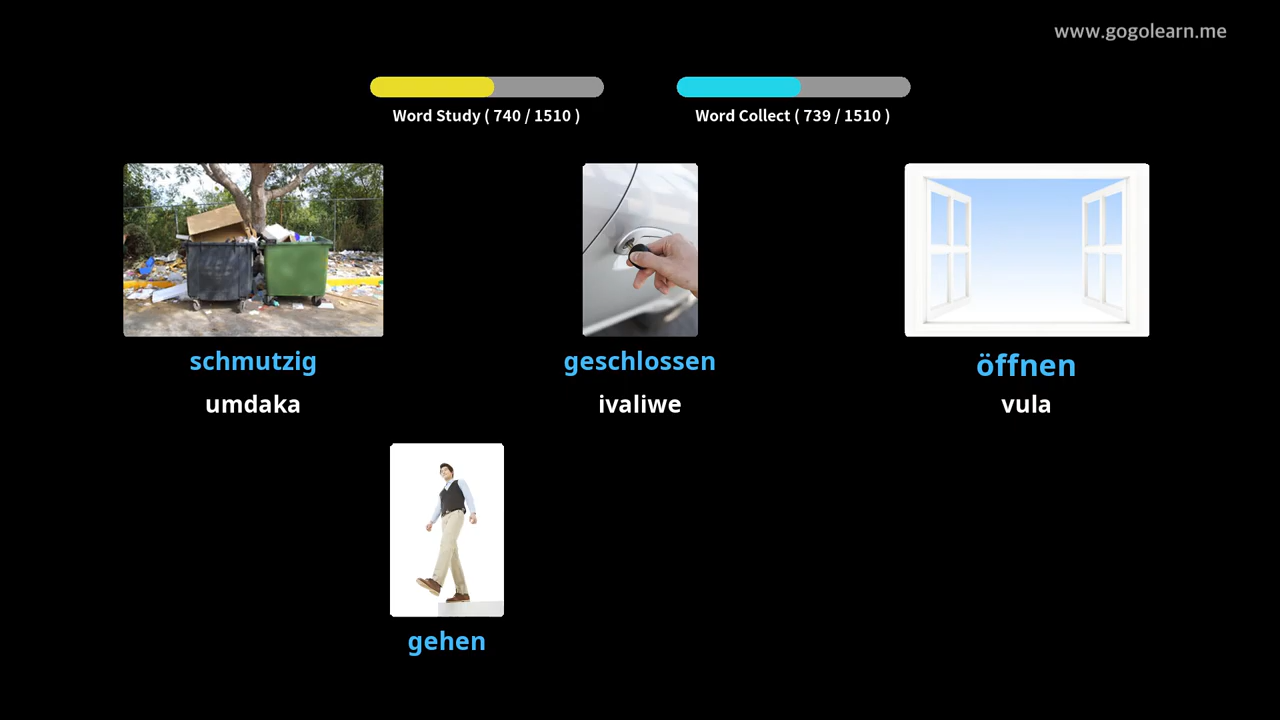 www.gogolearn.me
Word Study ( 740 / 1510 )
Word Collect ( 739 / 1510 )
schmutzig
geschlossen
öffnen
umdaka
ivaliwe
vula
gehen